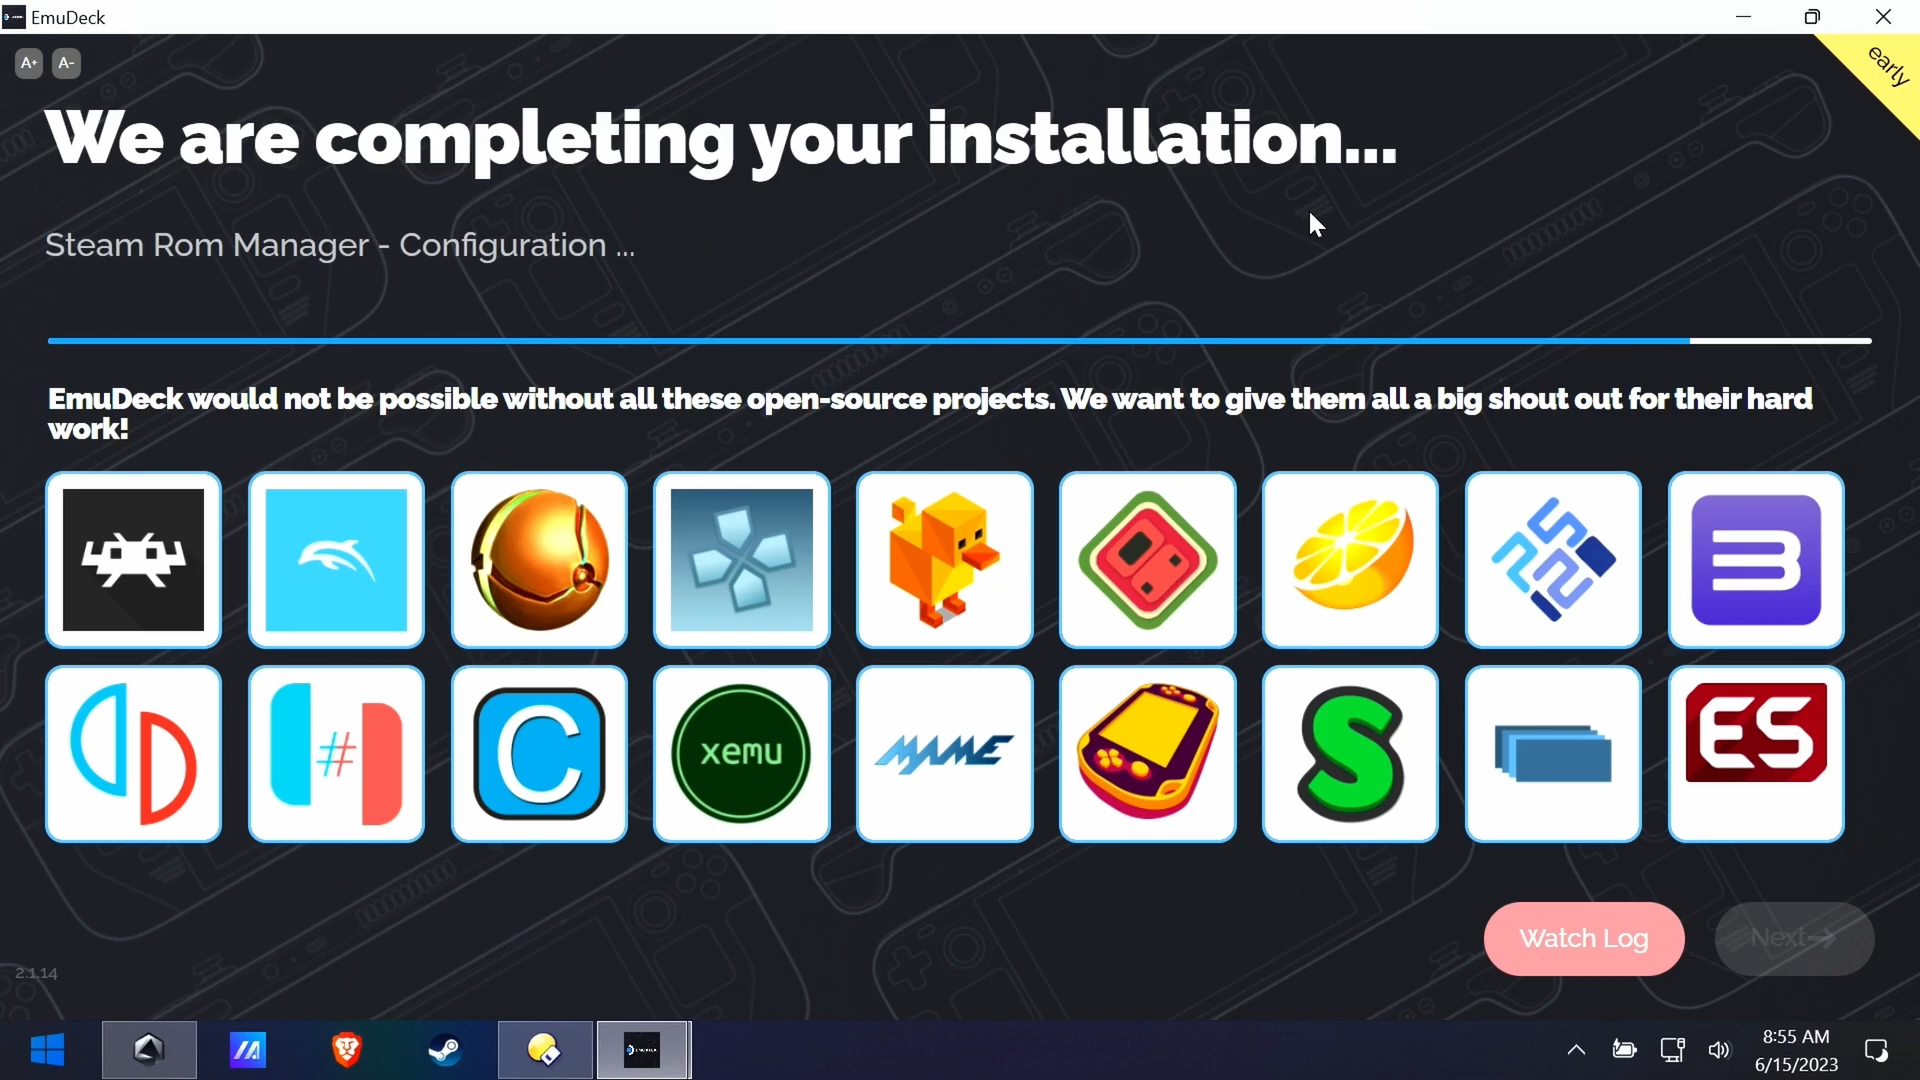 EmuDeck
A+ A-
early
We are completing your installation...
Steam Rom Manager - Configuration ...
EmuDeck would not be possible without all these open-source projects. We want to give them all a big shout out for their hard
work!
B
# C xemu MAME S ES
Watch Log Next→
2.1.14
8:55 AM
6/15/2023